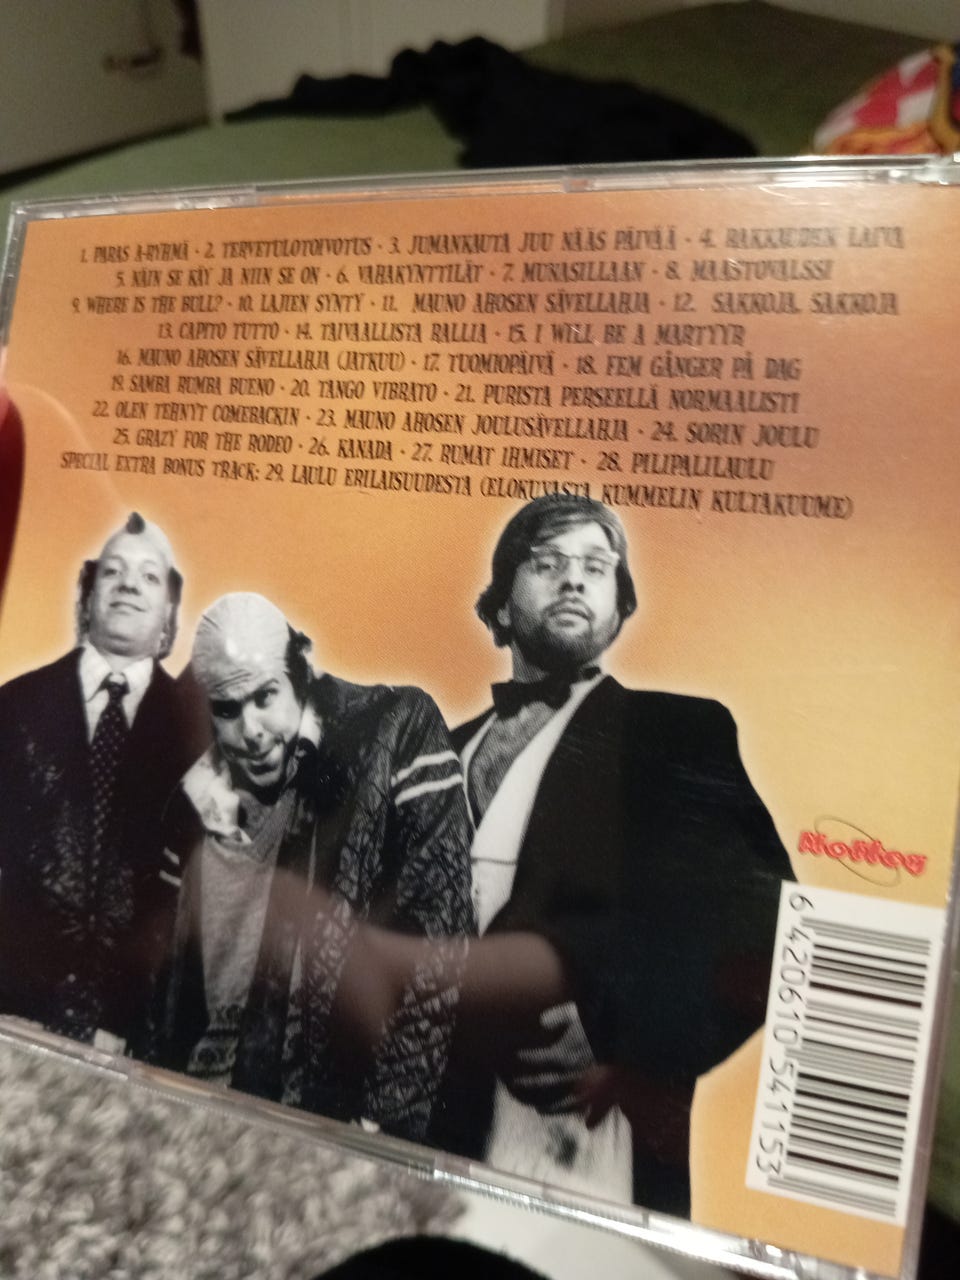 1. PARAS A-RYHMÄ · 2. TERVETULOTOIVOTUS · 3. JUMANKAUTA JUU NÄÄS PÄIVÄÄ · 4. RAKKAUDEN LAIVA
5. NÄIN SE KÄY JA NIIN SE ON · 6. VAHAKYNTTILÄT · 7. MUNASILLAAN · 8. MAASTOVALSSI
9. WHERE IS THE BULL? · 10. LAJIEN SYNTY · 11. MAUNO AHOSEN SÄVELLAHJA · 12. SAKKOJA, SAKKOJA
13. CAPITO TUTTO · 14. TAIVAALLISTA RALLIA · 15. I WILL BE A MARTYYR
16. MAUNO AHOSEN SÄVELLAHJA (JATKUU) · 17. TUOMIOPÄIVÄ · 18. FEM GÅNGER PÅ DAG
19. SAMBA RUMBA BUENO · 20. TANGO VIBRATO · 21. PURISTA PERSEELLÄ NORMAALISTI
22. OLEN TEHNYT COMEBACKIN · 23. MAUNO AHOSEN JOULUSÄVELLAHJA · 24. SORIN JOULU
25. GRAZY FOR THE RODEO · 26. KANADA · 27. RUMAT IHMISET · 28. PILIPALILAULU
SPECIAL EXTRA BONUS TRACK: 29. LAULU ERILAISUUDESTA (ELOKUVASTA KUMMELIN KULTAKUUME)
6 420610 541153